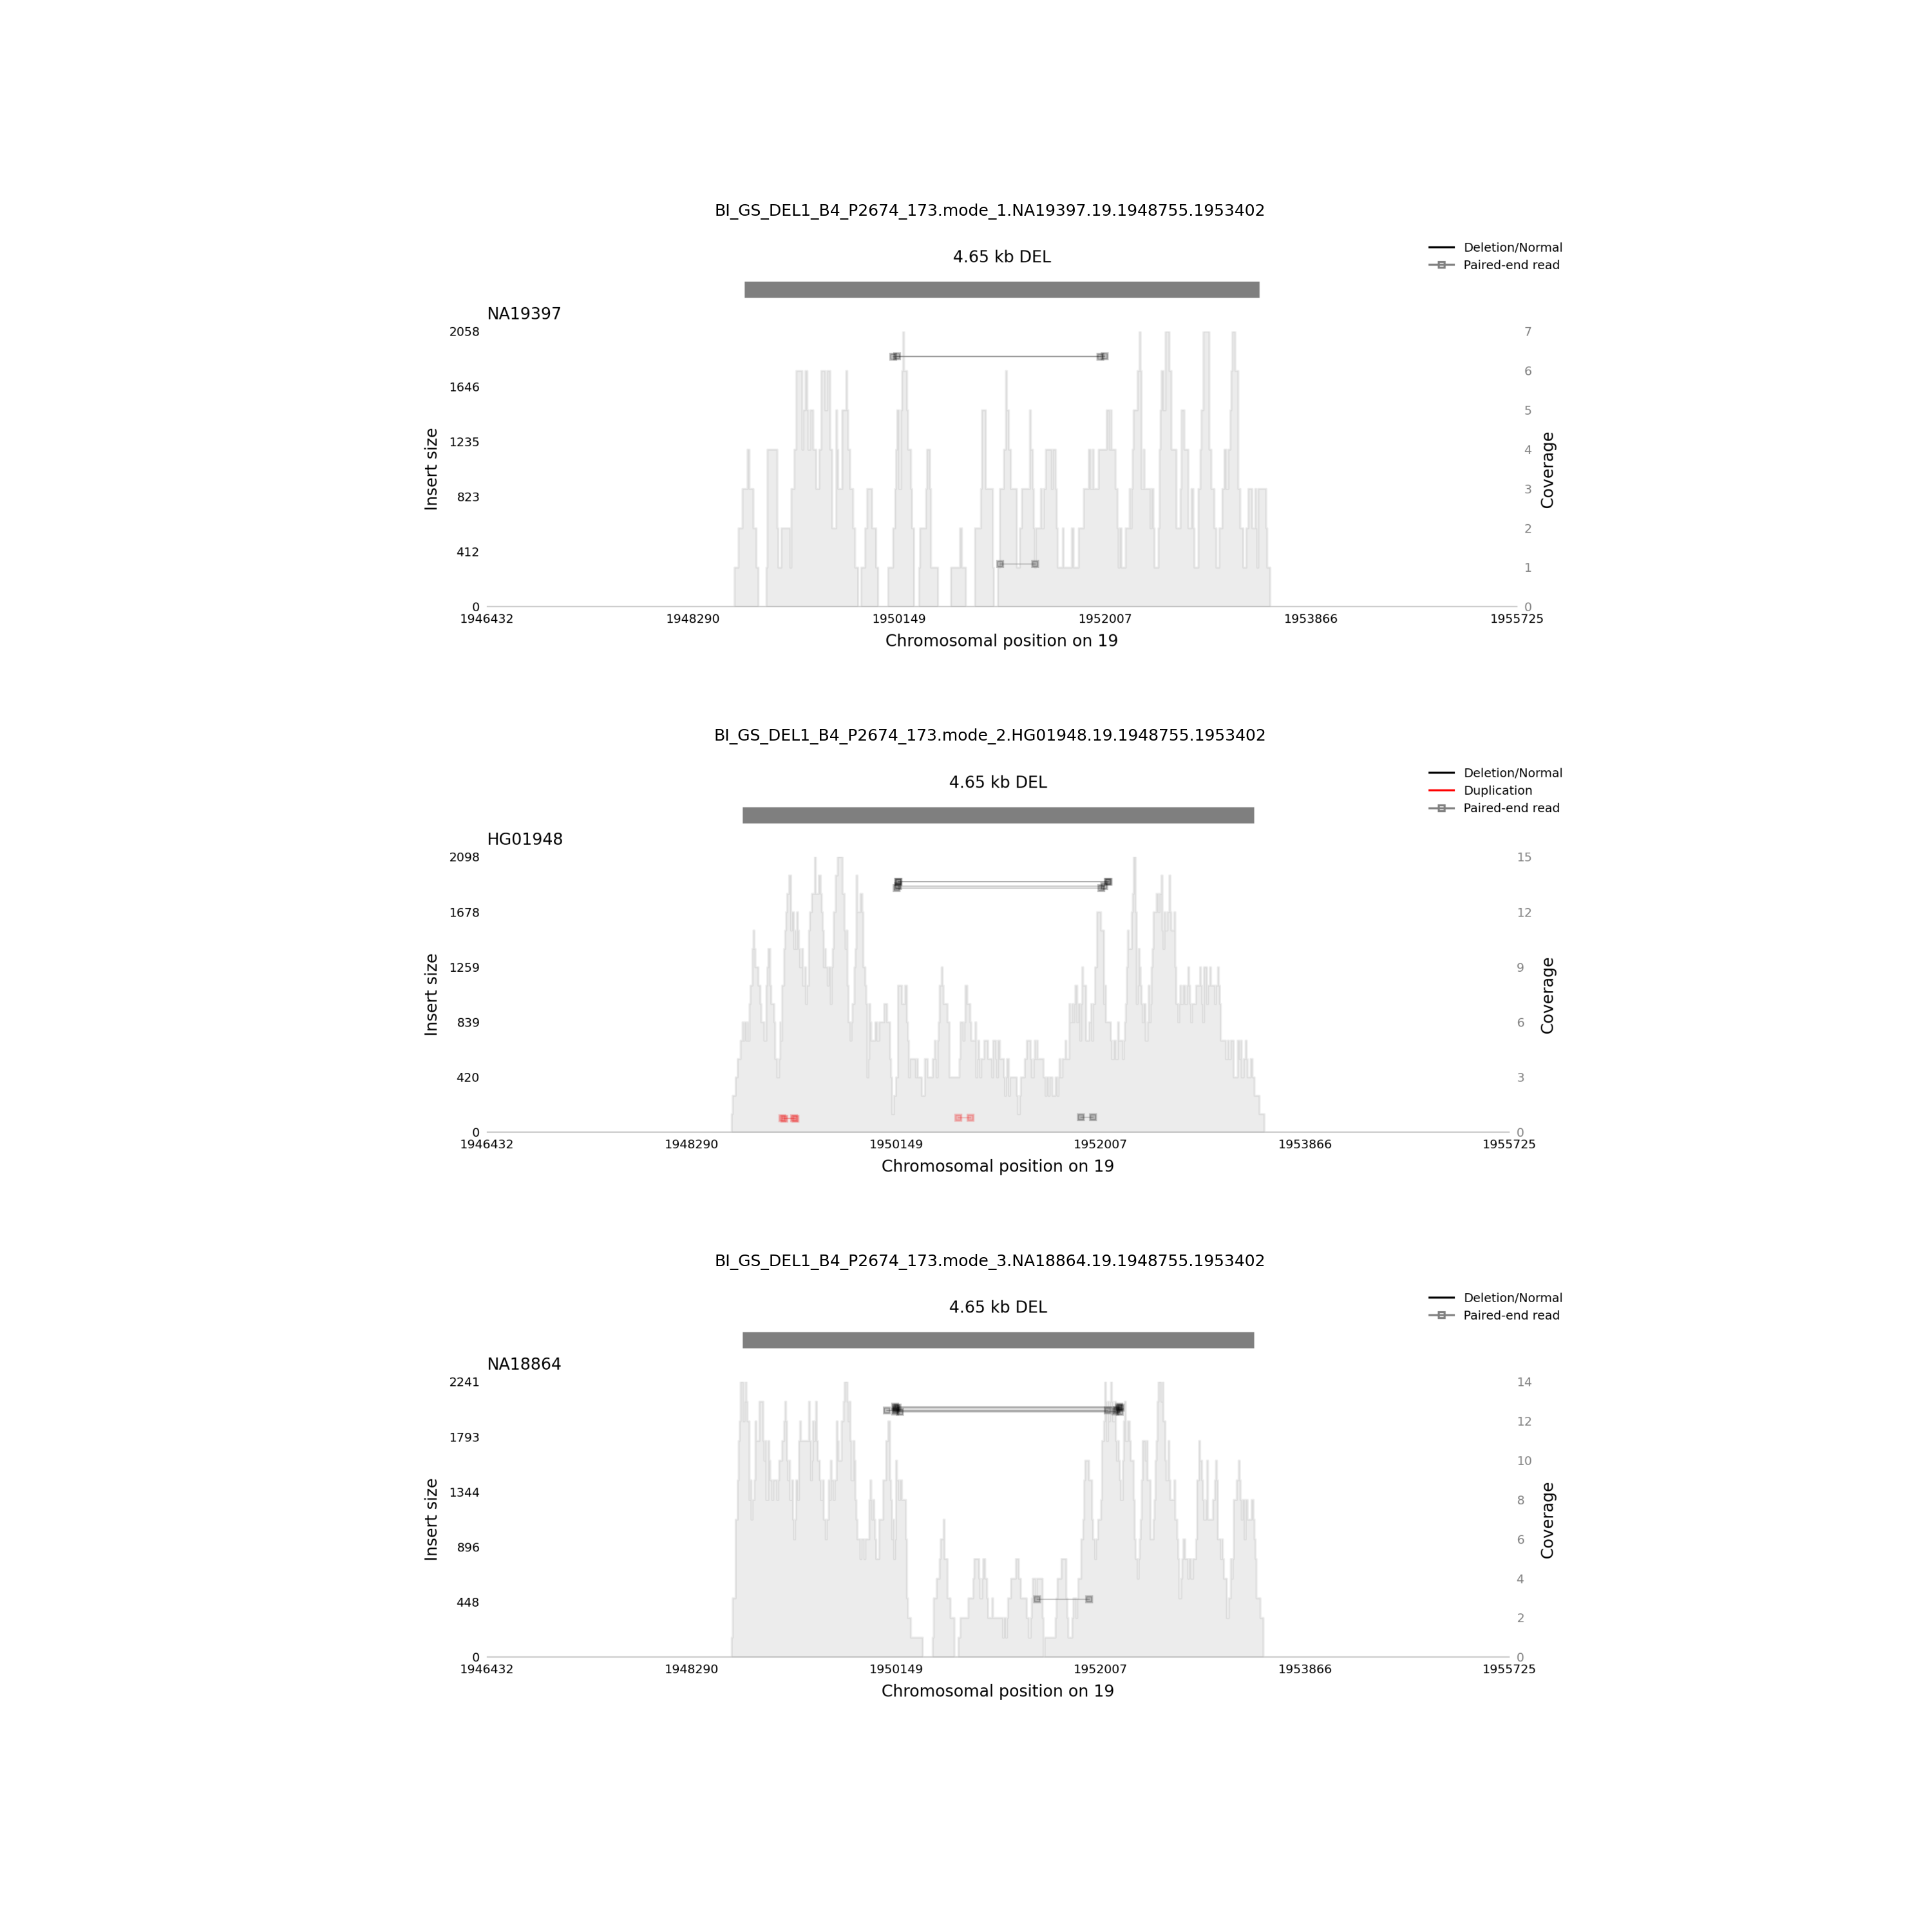 BI_GS_DEL1_B4_P2674_173.mode_1.NA19397.19.1948755.1953402
4.65 kb DEL
Deletion/Normal
Paired-end read
NA19397
2058
1646
1235
823
412
0
Insert size
7
6
5
4
3
2
1
0
Coverage
1946432 1948290 1950149 1952007 1953866 1955725
Chromosomal position on 19
BI_GS_DEL1_B4_P2674_173.mode_2.HG01948.19.1948755.1953402
4.65 kb DEL
Deletion/Normal
Duplication
Paired-end read
HG01948
2098
1678
1259
839
420
0
Insert size
15
12
9
6
3
0
Coverage
1946432 1948290 1950149 1952007 1953866 1955725
Chromosomal position on 19
BI_GS_DEL1_B4_P2674_173.mode_3.NA18864.19.1948755.1953402
4.65 kb DEL
Deletion/Normal
Paired-end read
NA18864
2241
1793
1344
896
448
0
Insert size
14
12
10
8
6
4
2
0
Coverage
1946432 1948290 1950149 1952007 1953866 1955725
Chromosomal position on 19